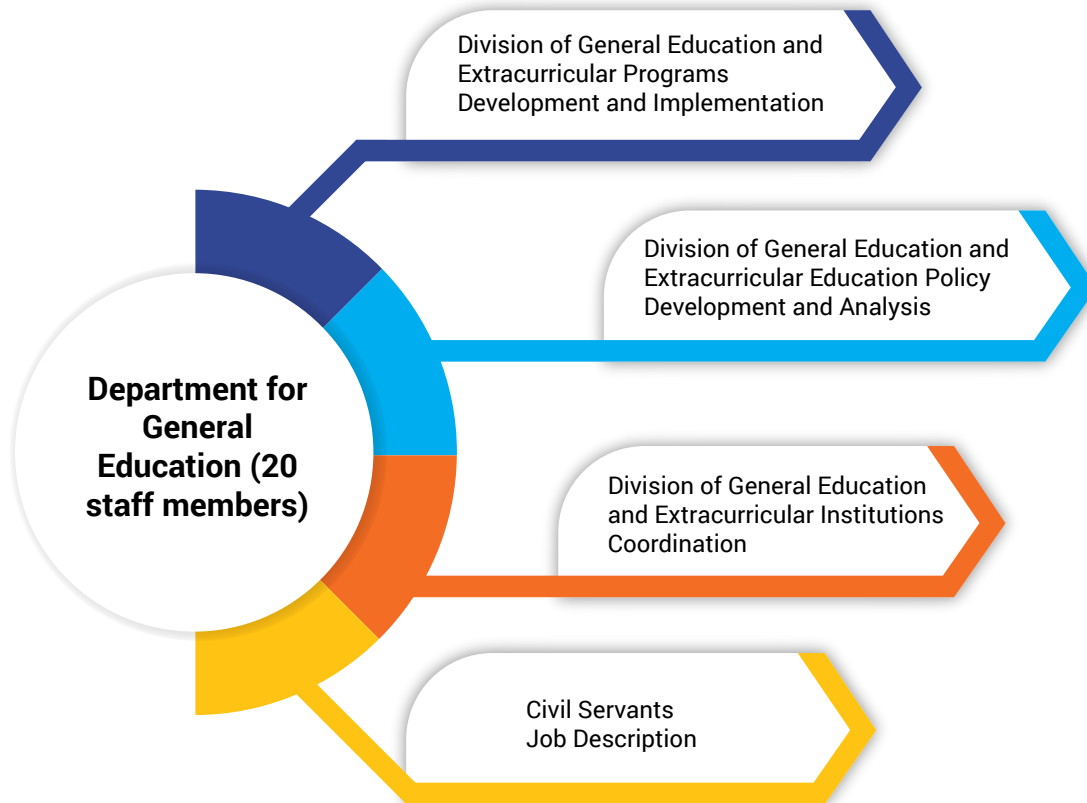 Division of General Education and
Extracurricular Programs
Development and Implementation
Division of General Education and
Extracurricular Education Policy
Development and Analysis
Department for
General
Education (20
staff members)
Division of General Education
and Extracurricular Institutions
Coordination
Civil Servants
Job Description